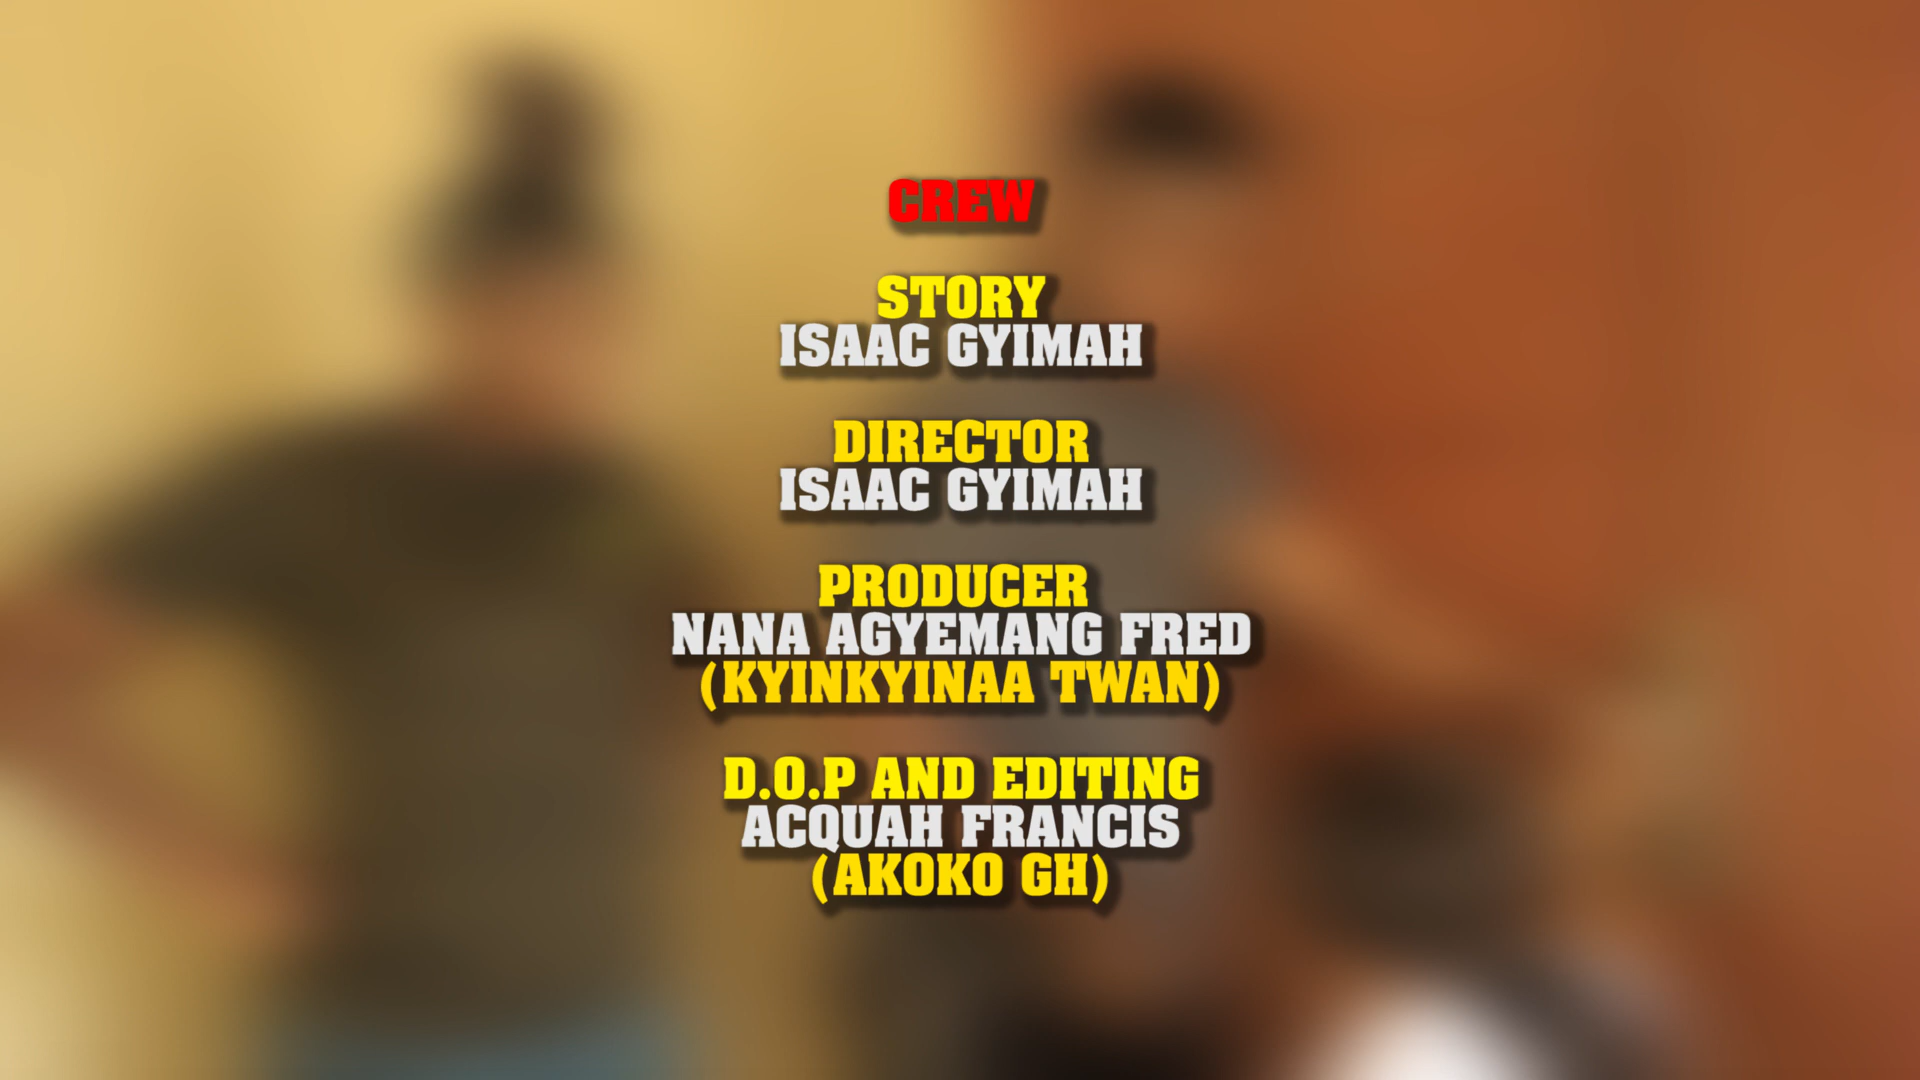 CREW
STORY
ISAAC GYIMAH
DIRECTOR
ISAAC GYIMAH
PRODUCER
NANA AGYEMANG FRED
(KYINKYINAA TWAN)
D.O.P AND EDITING
ACQUAH FRANCIS
(AKOKO GH)